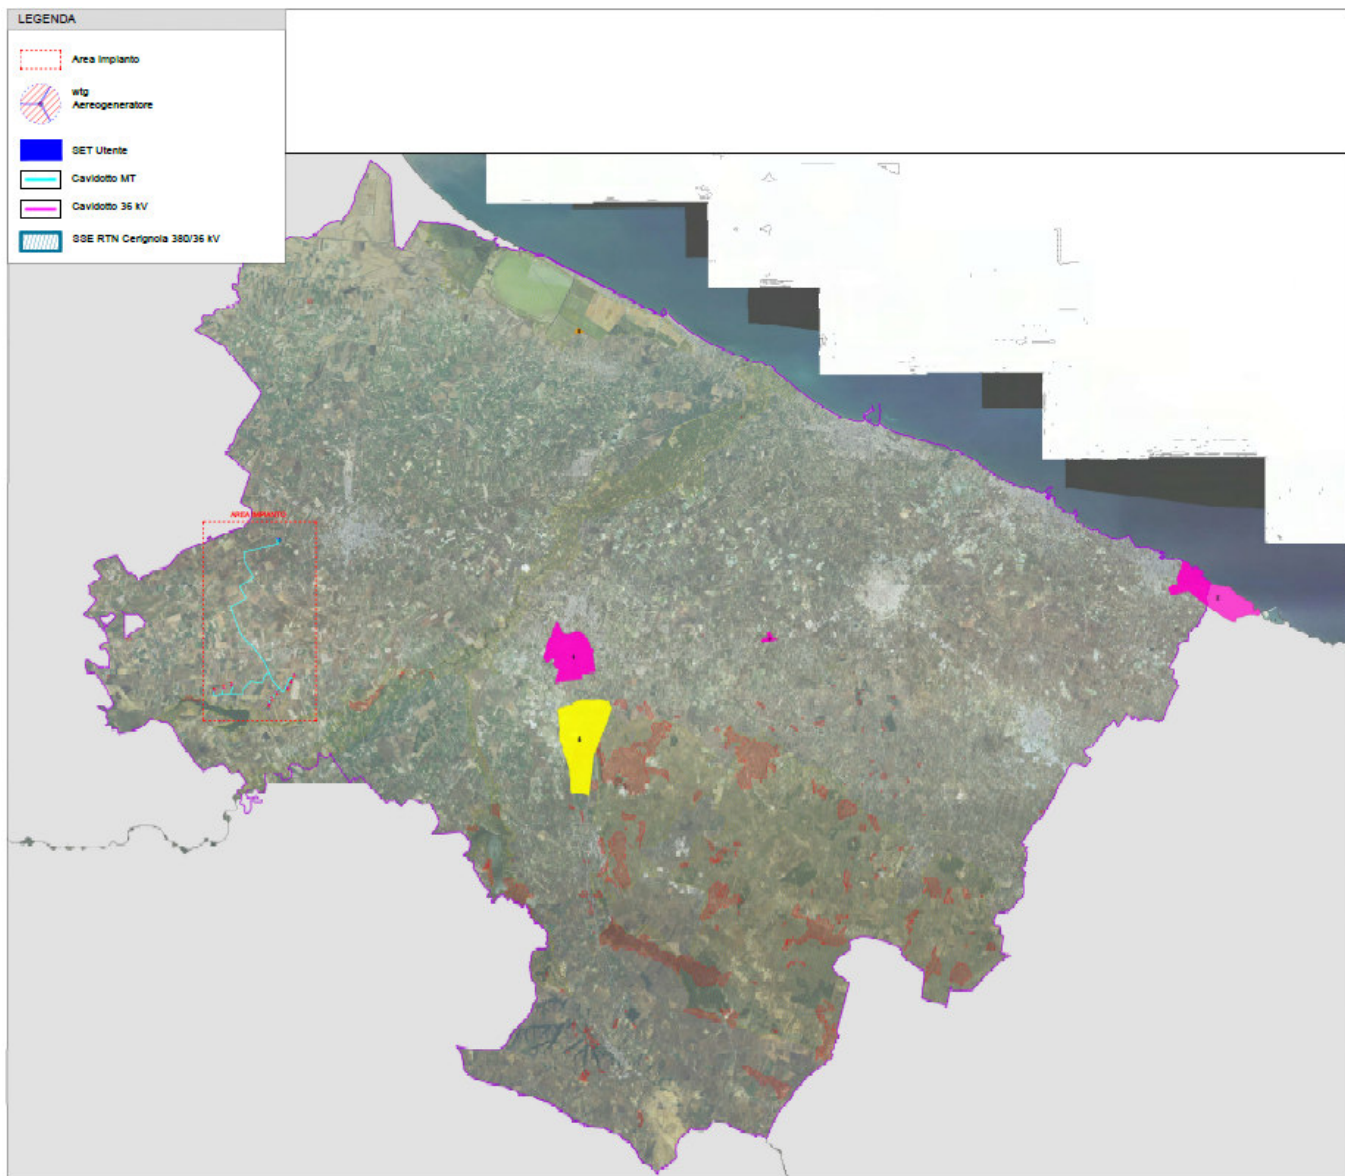 LEGENDA
Area Impianto
wtg
Aereogeneratore
SET Utente
Cavidotto MT
Cavidotto 36 kV
SSE RTN Cerignola 380/36 kV
AREA IMPIANTO